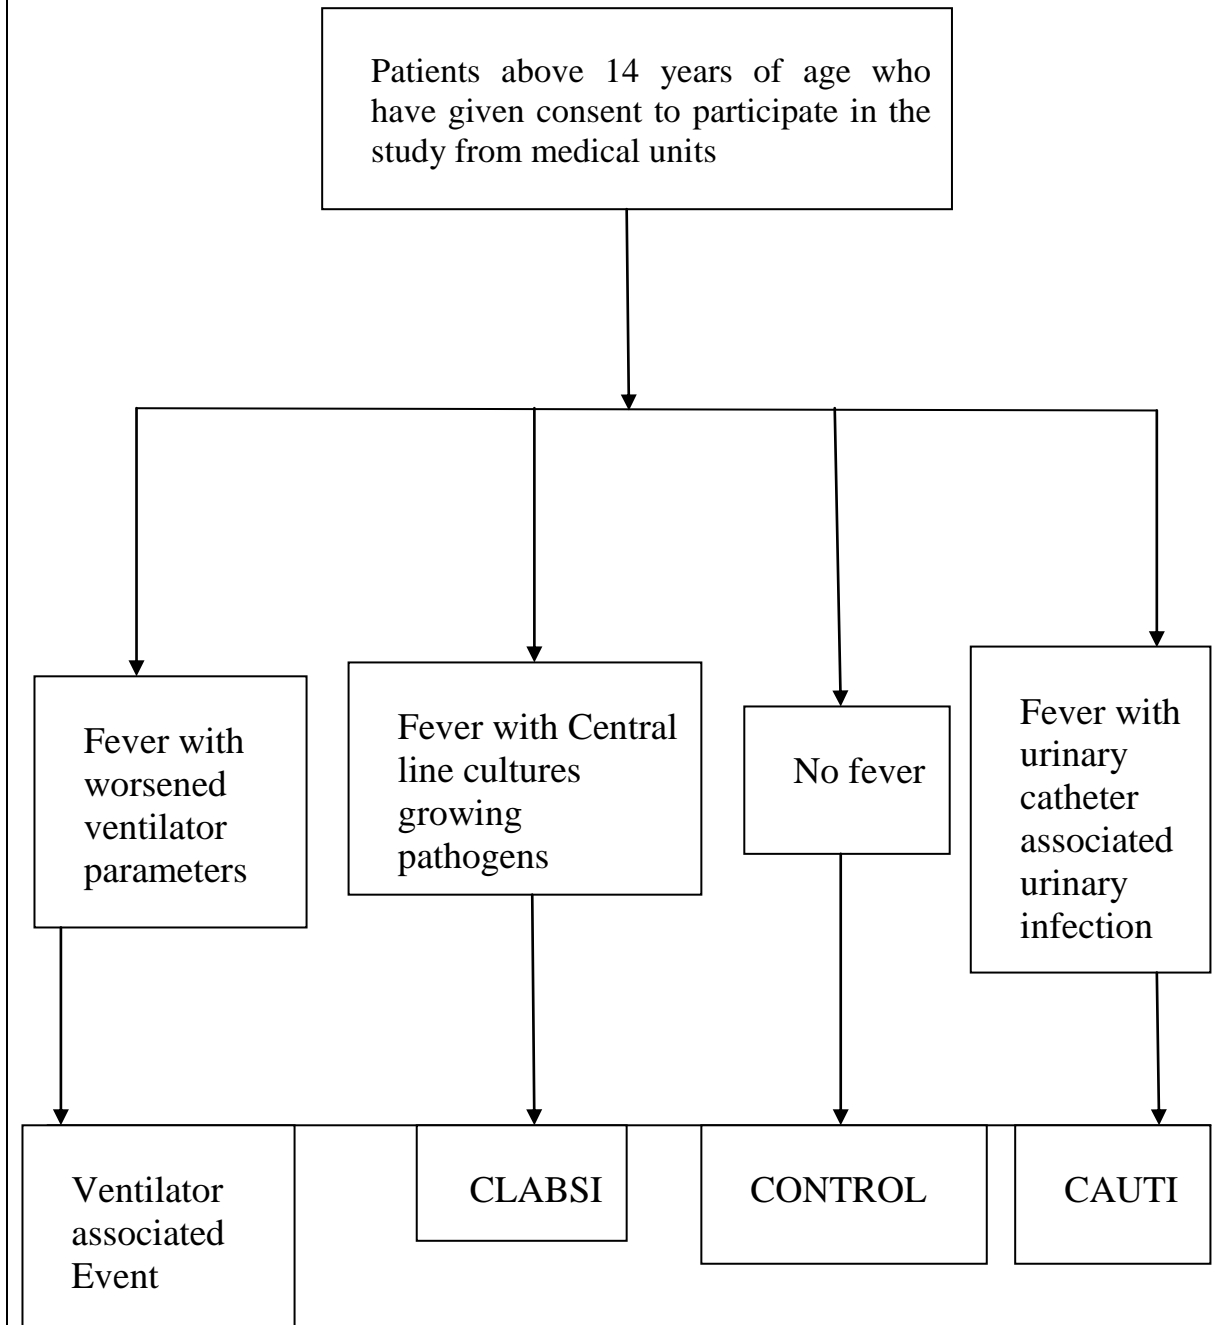 Patients above 14 years of age who
have given consent to participate in the
study from medical units
Fever with
worsened
ventilator
parameters
Fever with Central
line cultures
growing
pathogens
No fever
Fever with
urinary
catheter
associated
urinary
infection
Ventilator
associated
Event
CLABSI
CONTROL
CAUTI